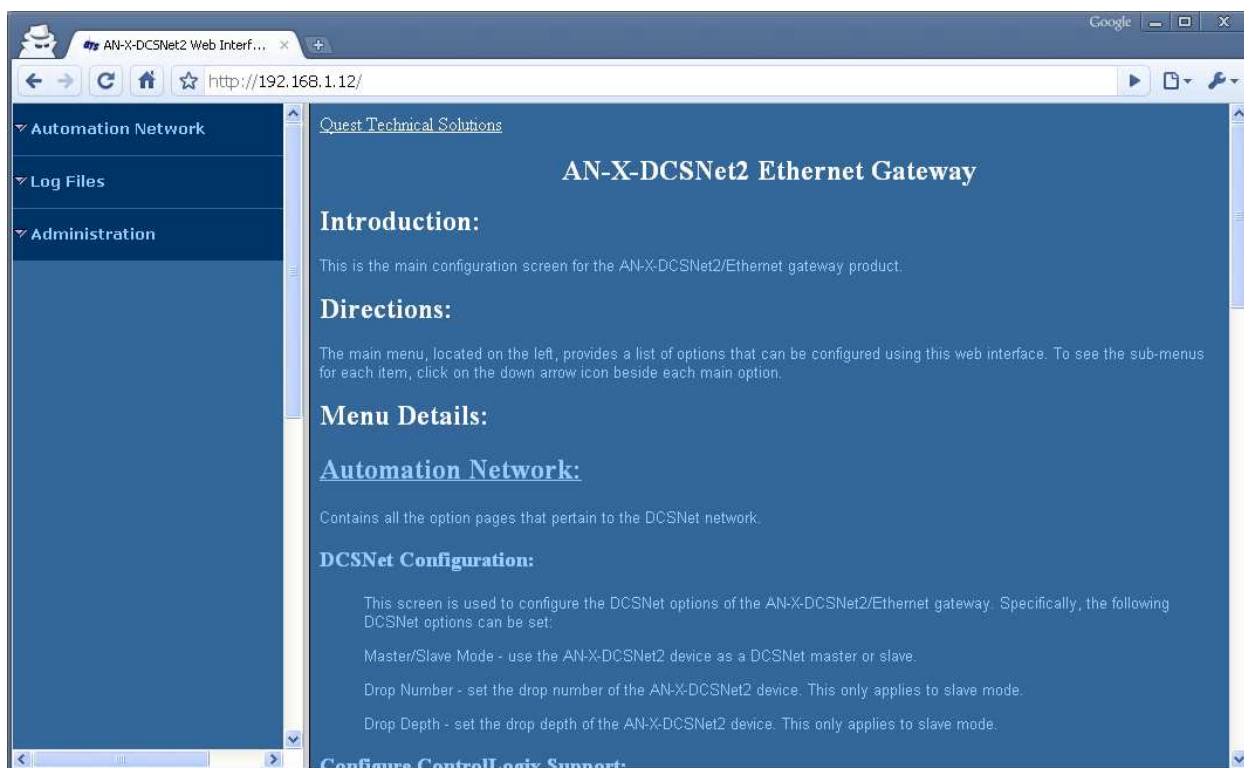 Google
AN-X-DCSNet2 Web Interf...
http://192.168.1.12/
Automation Network
Log Files
Administration
Quest Technical Solutions
AN-X-DCSNet2 Ethernet Gateway
Introduction:
This is the main configuration screen for the AN-X-DCSNet2/Ethernet gateway product.
Directions:
The main menu, located on the left, provides a list of options that can be configured using this web interface. To see the sub-menus
for each item, click on the down arrow icon beside each main option.
Menu Details:
Automation Network:
Contains all the option pages that pertain to the DCSNet network.
DCSNet Configuration:
This screen is used to configure the DCSNet options of the AN-X-DCSNet2/Ethernet gateway. Specifically, the following
DCSNet options can be set:
Master/Slave Mode - use the AN-X-DCSNet2 device as a DCSNet master or slave.
Drop Number - set the drop number of the AN-X-DCSNet2 device. This only applies to slave mode.
Drop Depth - set the drop depth of the AN-X-DCSNet2 device. This only applies to slave mode.
Configure ControlLogix Support: